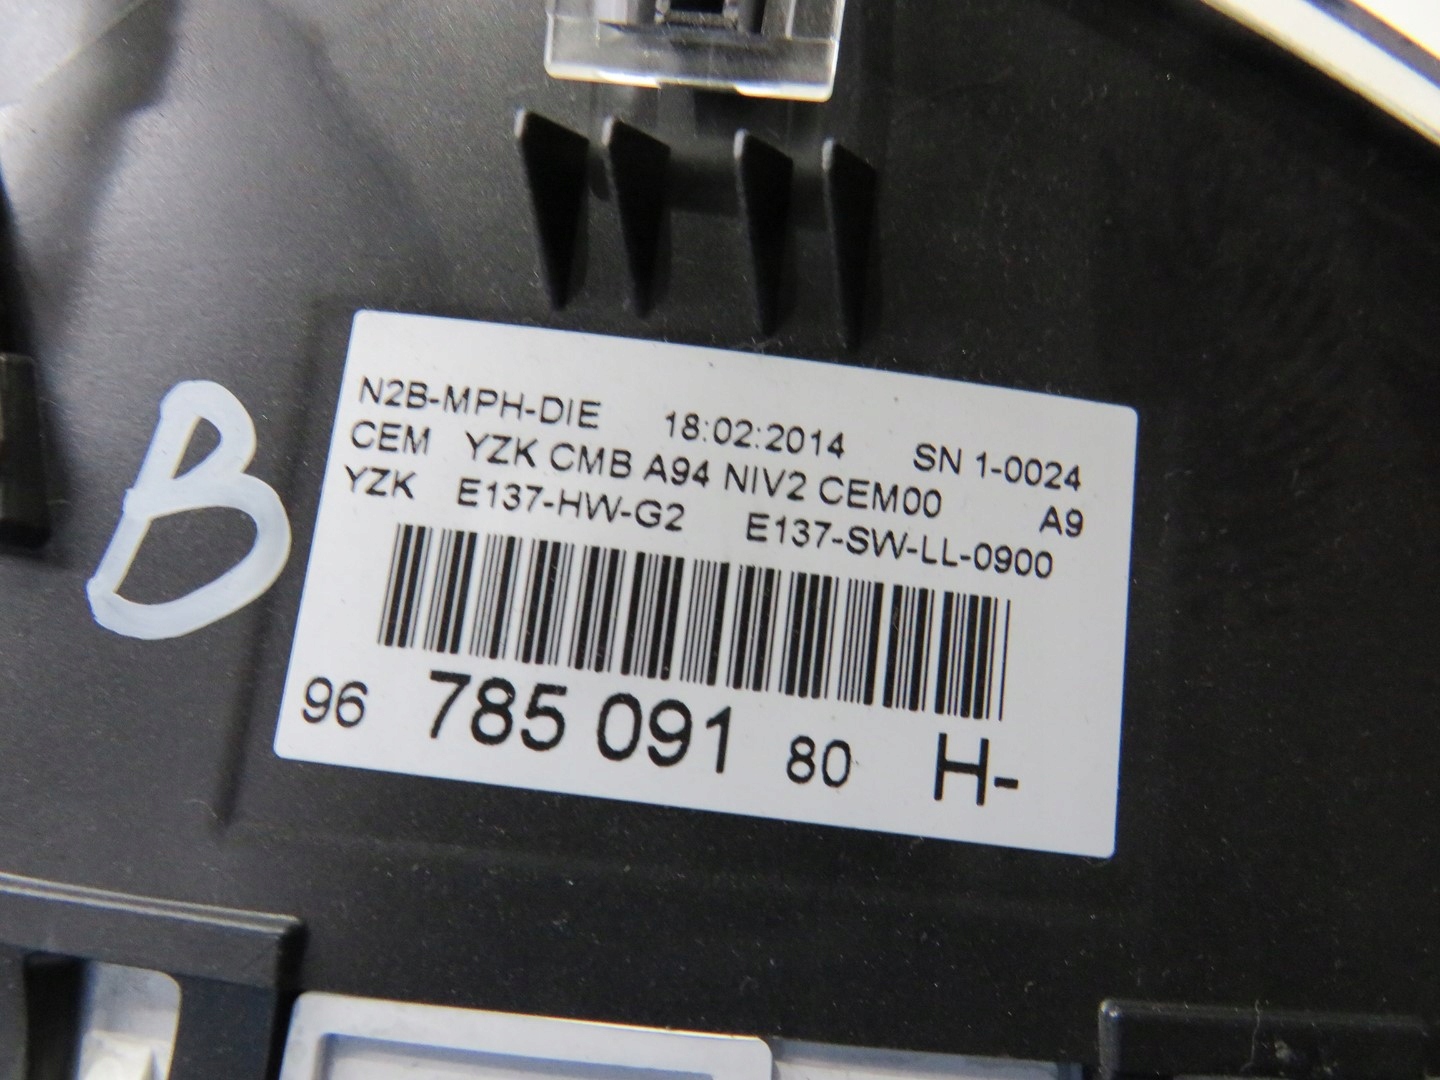 B
N2B-MPH-DIE 18:02:2014 SN 1-0024
CEM YZK CMB A94 NIV2 CEM00 A9
YZK E137-HW-G2 E137-SW-LL-0900
96 785 091 80 H-